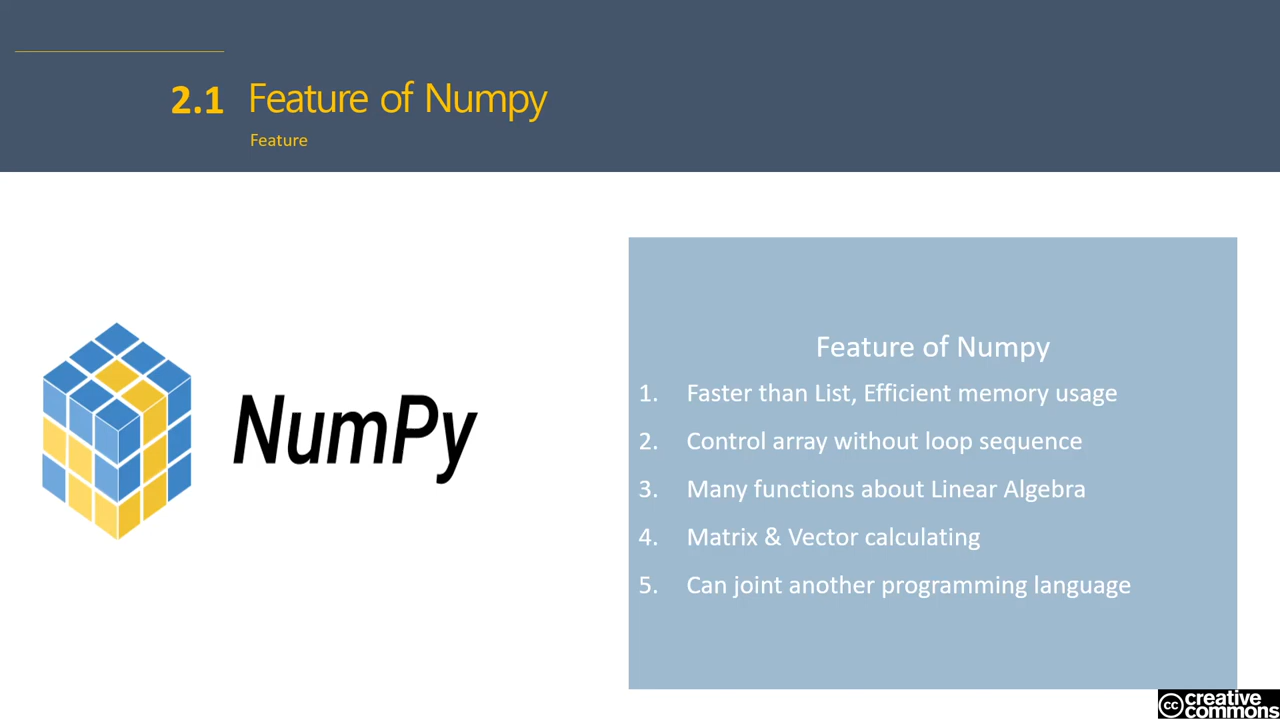 2.1 Feature of Numpy
Feature
NumPy
Feature of Numpy
1. Faster than List, Efficient memory usage
2. Control array without loop sequence
3. Many functions about Linear Algebra
4. Matrix & Vector calculating
5. Can joint another programming language
cc creative
commons